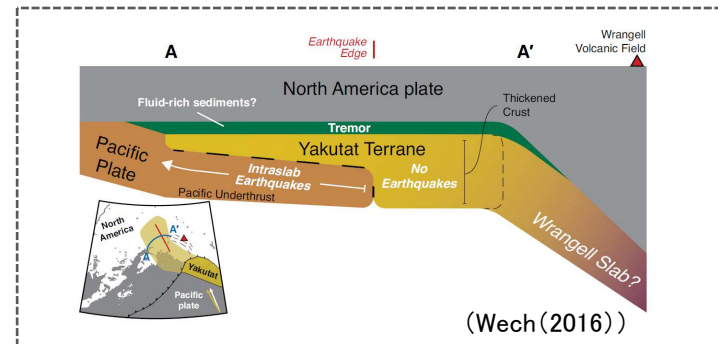 Earthquake
Edge
A
A′
Wrangell
Volcanic Field
North America plate
Fluid-rich sediments?
Thickened
Crust
Tremor
Yakutat Terrane
Pacific
Plate
Intraslab
Earthquakes
No
Earthquakes
Pacific Underthrust
Wrangell Slab?
North
America
A′
A
Yakutat
Pacific
plate
(Wech(2016))